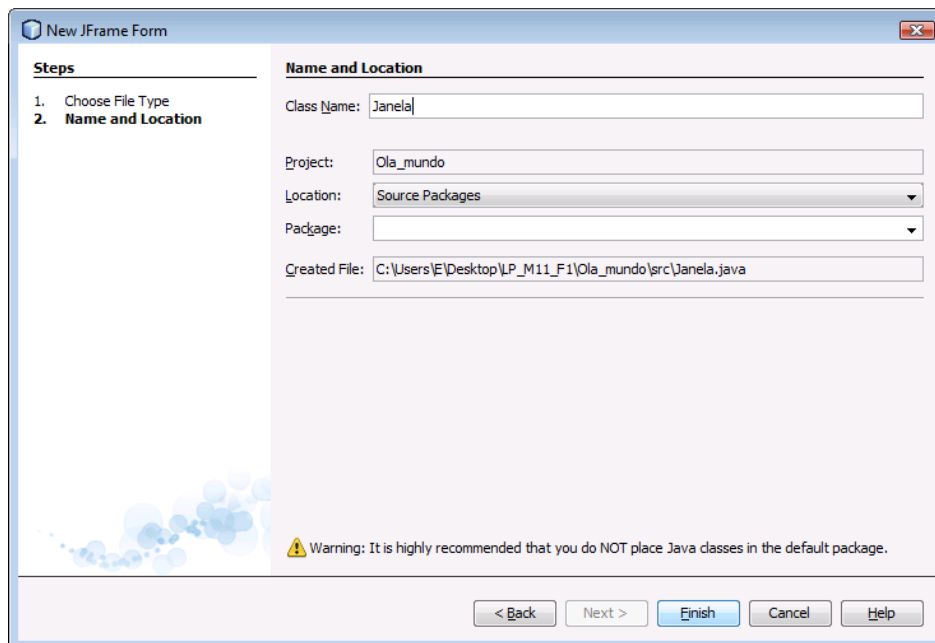 New JFrame Form
Steps
1. Choose File Type
2. Name and Location
Name and Location
Class Name: Janela
Project: Ola_mundo
Location: Source Packages
Package:
Created File: C:\Users\E\Desktop\LP_M11_F1\Ola_mundo\src\Janela.java
Warning: It is highly recommended that you do NOT place Java classes in the default package.
< Back Next > Finish Cancel Help